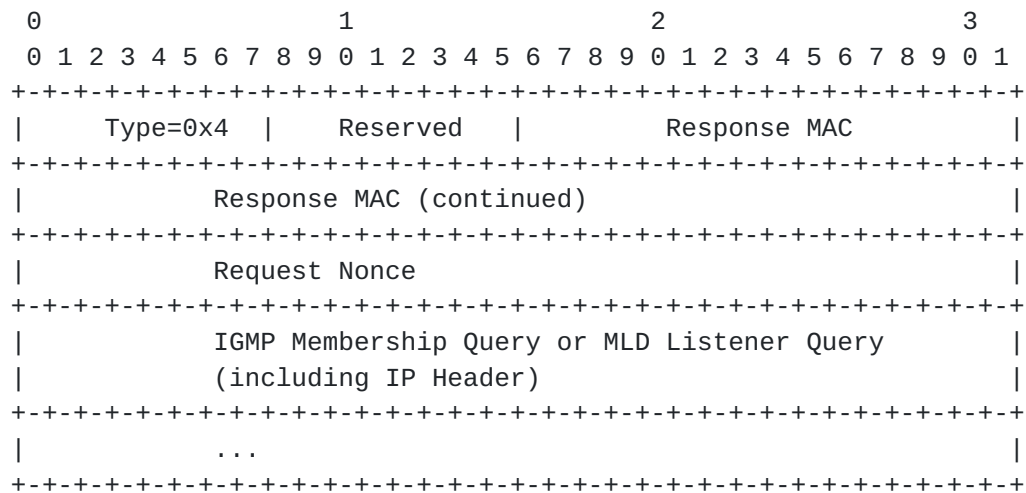 0                   1                   2                   3
 0 1 2 3 4 5 6 7 8 9 0 1 2 3 4 5 6 7 8 9 0 1 2 3 4 5 6 7 8 9 0 1
+-+-+-+-+-+-+-+-+-+-+-+-+-+-+-+-+-+-+-+-+-+-+-+-+-+-+-+-+-+-+-+-+
|     Type=0x4  |    Reserved   |         Response MAC          |
+-+-+-+-+-+-+-+-+-+-+-+-+-+-+-+-+-+-+-+-+-+-+-+-+-+-+-+-+-+-+-+-+
|            Response MAC (continued)                           |
+-+-+-+-+-+-+-+-+-+-+-+-+-+-+-+-+-+-+-+-+-+-+-+-+-+-+-+-+-+-+-+-+
|            Request Nonce                                      |
+-+-+-+-+-+-+-+-+-+-+-+-+-+-+-+-+-+-+-+-+-+-+-+-+-+-+-+-+-+-+-+-+
|            IGMP Membership Query or MLD Listener Query        |
|            (including IP Header)                              |
+-+-+-+-+-+-+-+-+-+-+-+-+-+-+-+-+-+-+-+-+-+-+-+-+-+-+-+-+-+-+-+-+
|            ...                                                |
+-+-+-+-+-+-+-+-+-+-+-+-+-+-+-+-+-+-+-+-+-+-+-+-+-+-+-+-+-+-+-+-+